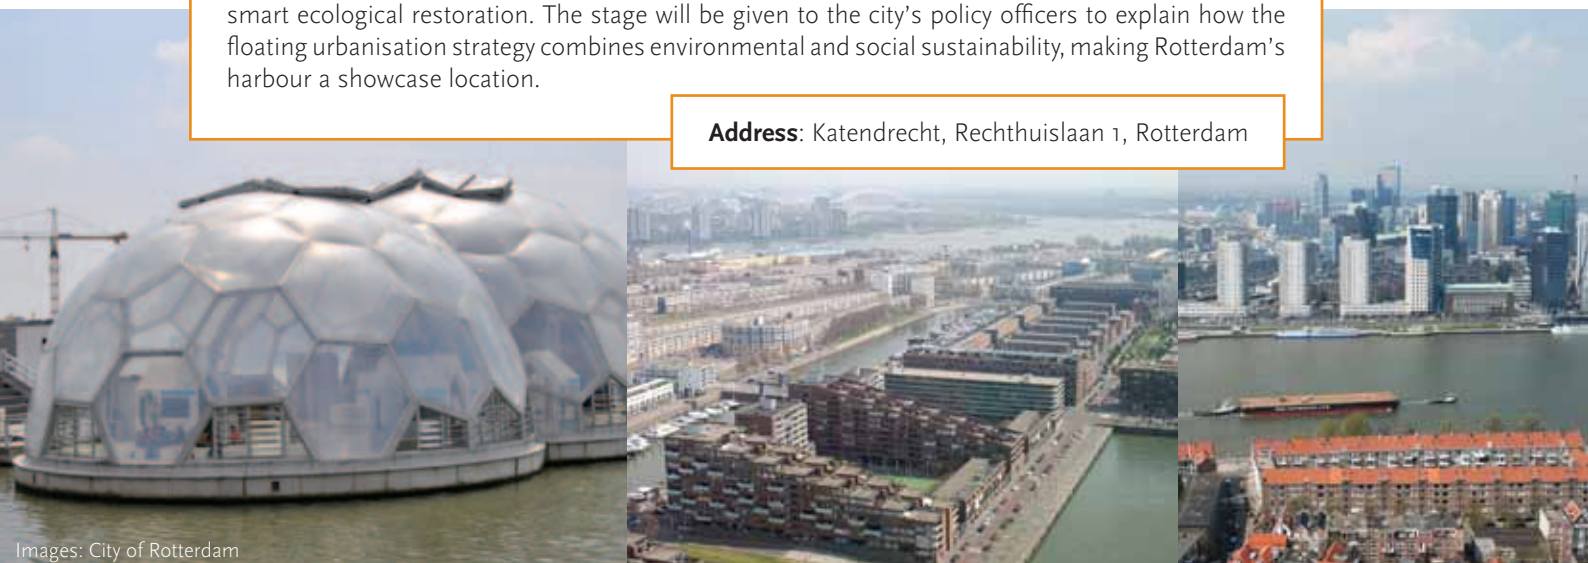 smart ecological restoration. The stage will be given to the city’s policy officers to explain how the
floating urbanisation strategy combines environmental and social sustainability, making Rotterdam’s
harbour a showcase location.
Address: Katendrecht, Rechthuislaan 1, Rotterdam
Images: City of Rotterdam